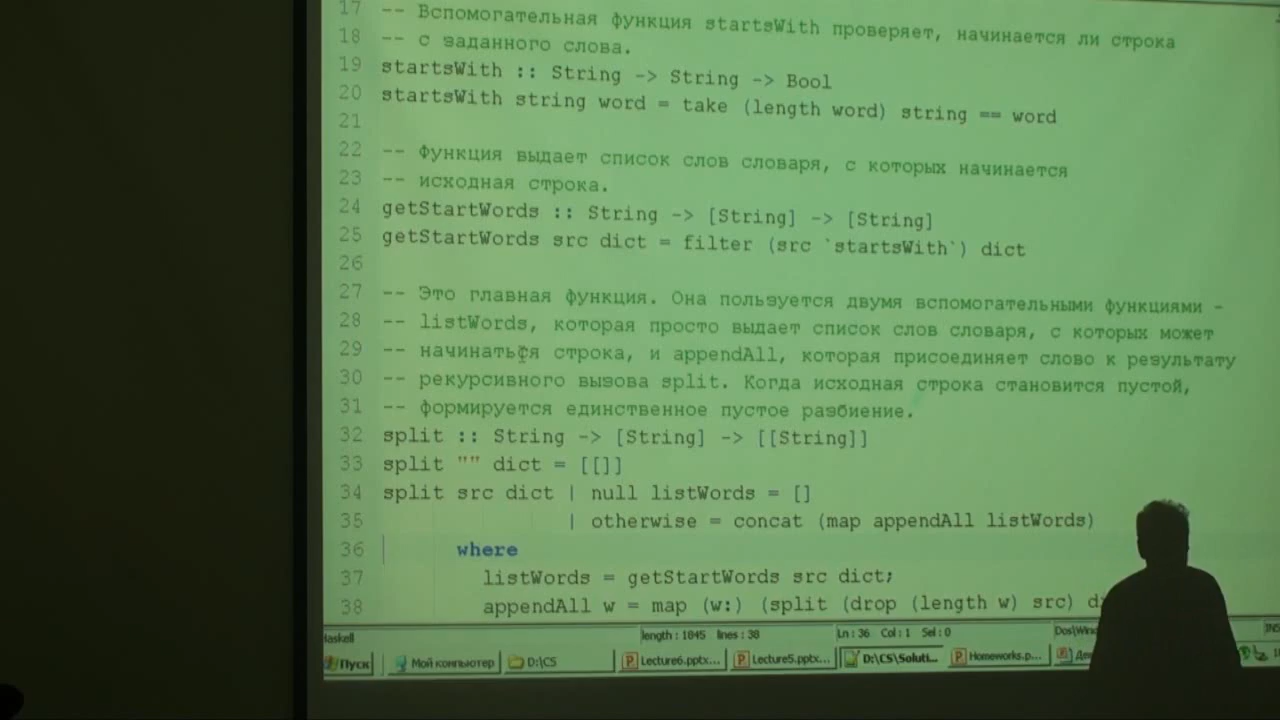 17 -- Вспомогательная функция startsWith проверяет, начинается ли строка
18 -- с заданного слова.
19 startsWith :: String -> String -> Bool
20 startsWith string word = take (length word) string == word
21
22 -- Функция выдает список слов словаря, с которых начинается
23 -- исходная строка.
24 getStartWords :: String -> [String] -> [String]
25 getStartWords src dict = filter (src `startsWith`) dict
26
27 -- Это главная функция. Она пользуется двумя вспомогательными функциями -
28 -- listWords, которая просто выдает список слов словаря, с которых может
29 -- начинаться строка, и appendAll, которая присоединяет слово к результату
30 -- рекурсивного вызова split. Когда исходная строка становится пустой,
31 -- формируется единственное пустое разбиение.
32 split :: String -> [String] -> [[String]]
33 split "" dict = [[]]
34 split src dict | null listWords = []
35 | otherwise = concat (map appendAll listWords)
36 where
37 listWords = getStartWords src dict;
38 appendAll w = map (w:) (split (drop (length w) src) d
Haskell length : 1845 lines : 38 Ln : 36 Col : 1 Sel : 0 Dos\Win INS
Пуск Мой компьютер D:\CS Lecture6.pptx... Lecture5.pptx... D:\CS\Soluti... Homeworks.p...